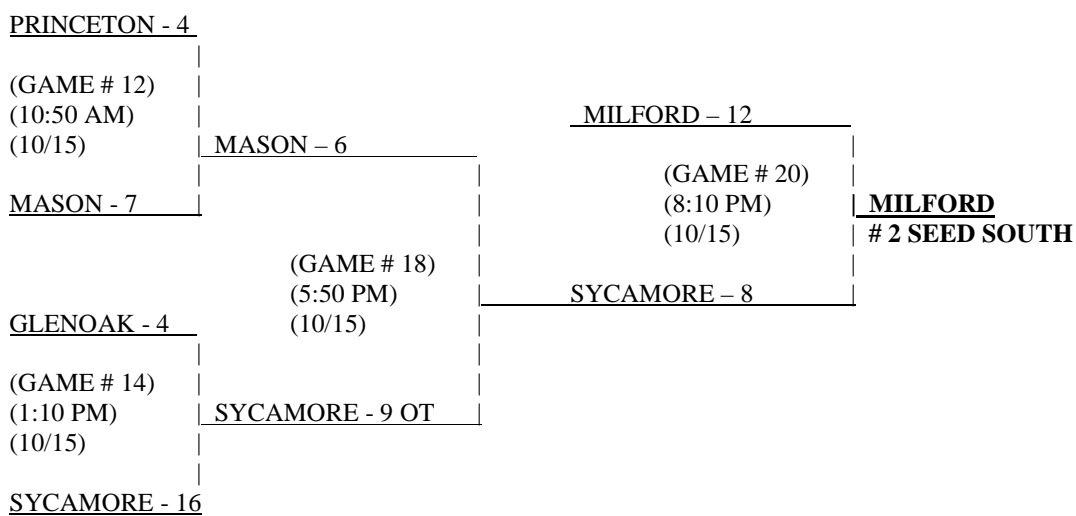 PRINCETON - 4
(GAME # 12)
(10:50 AM)
(10/15)
MASON - 7
MASON – 6
GLENOAK - 4
(GAME # 14)
(1:10 PM)
(10/15)
SYCAMORE - 16
SYCAMORE - 9 OT
(GAME # 18)
(5:50 PM)
(10/15)
MILFORD – 12
(GAME # 20)
(8:10 PM)
(10/15)
SYCAMORE – 8
MILFORD
# 2 SEED SOUTH